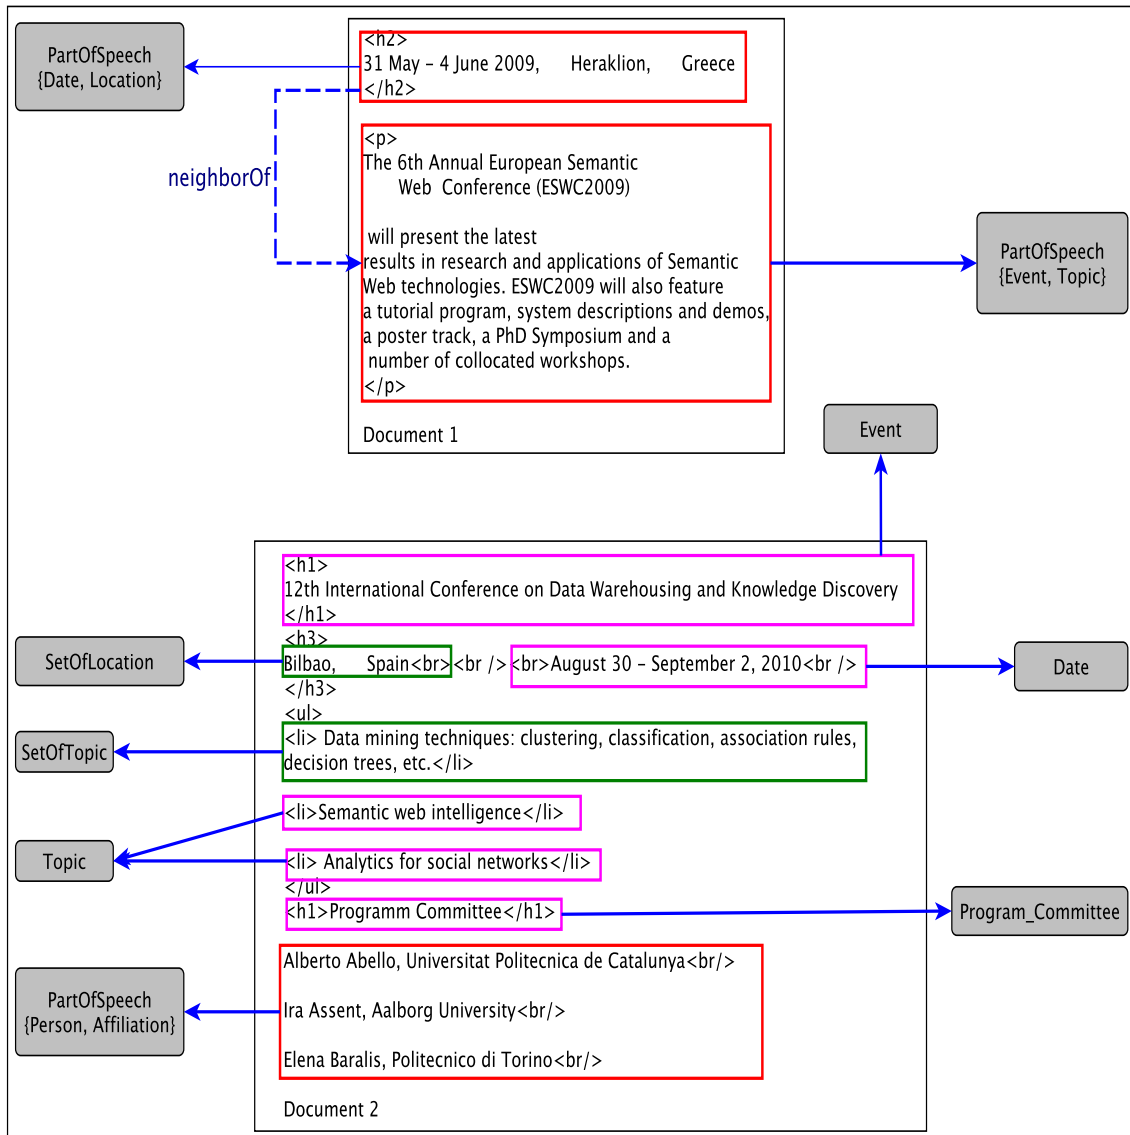 PartOfSpeech
{Date, Location}
<h2>
31 May – 4 June 2009, Heraklion, Greece
</h2>
neighborOf
<p>
The 6th Annual European Semantic
Web Conference (ESWC2009)
will present the latest
results in research and applications of Semantic
Web technologies. ESWC2009 will also feature
a tutorial program, system descriptions and demos,
a poster track, a PhD Symposium and a
number of collocated workshops.
</p>
Document 1
PartOfSpeech
{Event, Topic}
Event
<h1>
12th International Conference on Data Warehousing and Knowledge Discovery
</h1>
<h3>
Bilbao, Spain<br> <br /> <br>August 30 – September 2, 2010<br />
</h3>
<ul>
<li> Data mining techniques: clustering, classification, association rules,
decision trees, etc.</li>
<li>Semantic web intelligence</li>
<li> Analytics for social networks</li>
</ul>
<h1>Programm Committee</h1>
Alberto Abello, Universitat Politecnica de Catalunya<br/>
Ira Assent, Aalborg University<br/>
Elena Baralis, Politecnico di Torino<br/>
Document 2
SetOfLocation
Date
SetOfTopic
Topic
Program_Committee
PartOfSpeech
{Person, Affiliation}